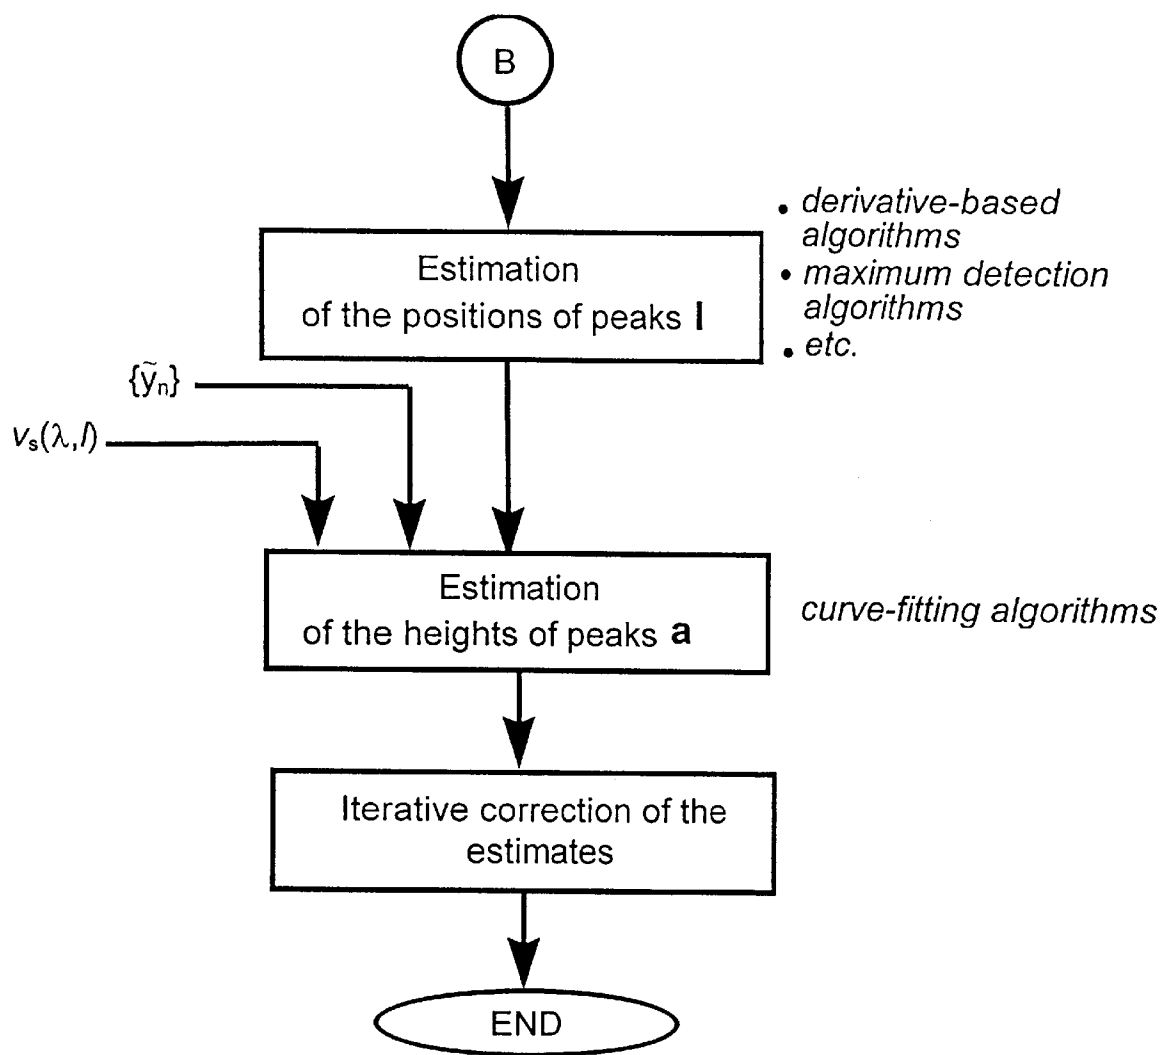 B
• derivative-based
algorithms
• maximum detection
algorithms
• etc.
Estimation
of the positions of peaks l
{ỹₙ}
vₛ(λ,l)
Estimation
of the heights of peaks a
curve-fitting algorithms
Iterative correction of the
estimates
END